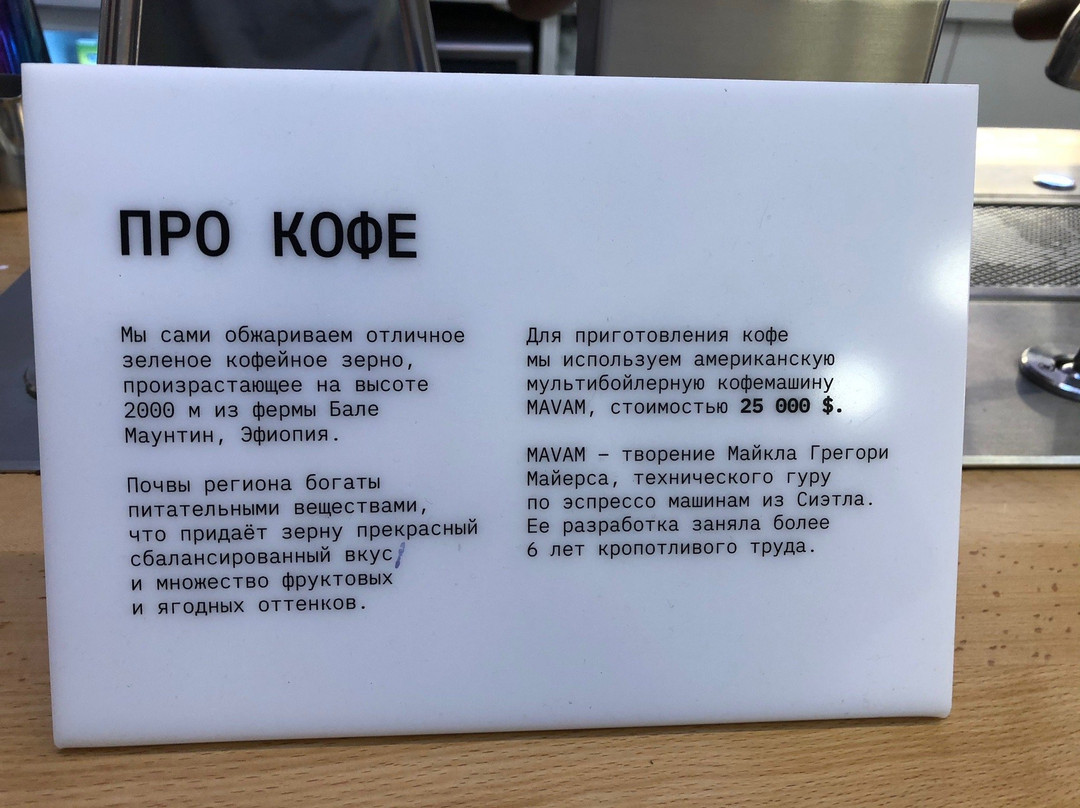 ПРО КОФЕ
Мы сами обжариваем отличное
зеленое кофейное зерно,
произрастающее на высоте
2000 м из фермы Бале
Маунтин, Эфиопия.
Почвы региона богаты
питательными веществами,
что придаёт зерну прекрасный
сбалансированный вкус
и множество фруктовых
и ягодных оттенков.
Для приготовления кофе
мы используем американскую
мультибойлерную кофемашину
MAVAM, стоимостью 25 000 $.
MAVAM – творение Майкла Грегори
Майерса, технического гуру
по эспрессо машинам из Сиэтла.
Ее разработка заняла более
6 лет кропотливого труда.